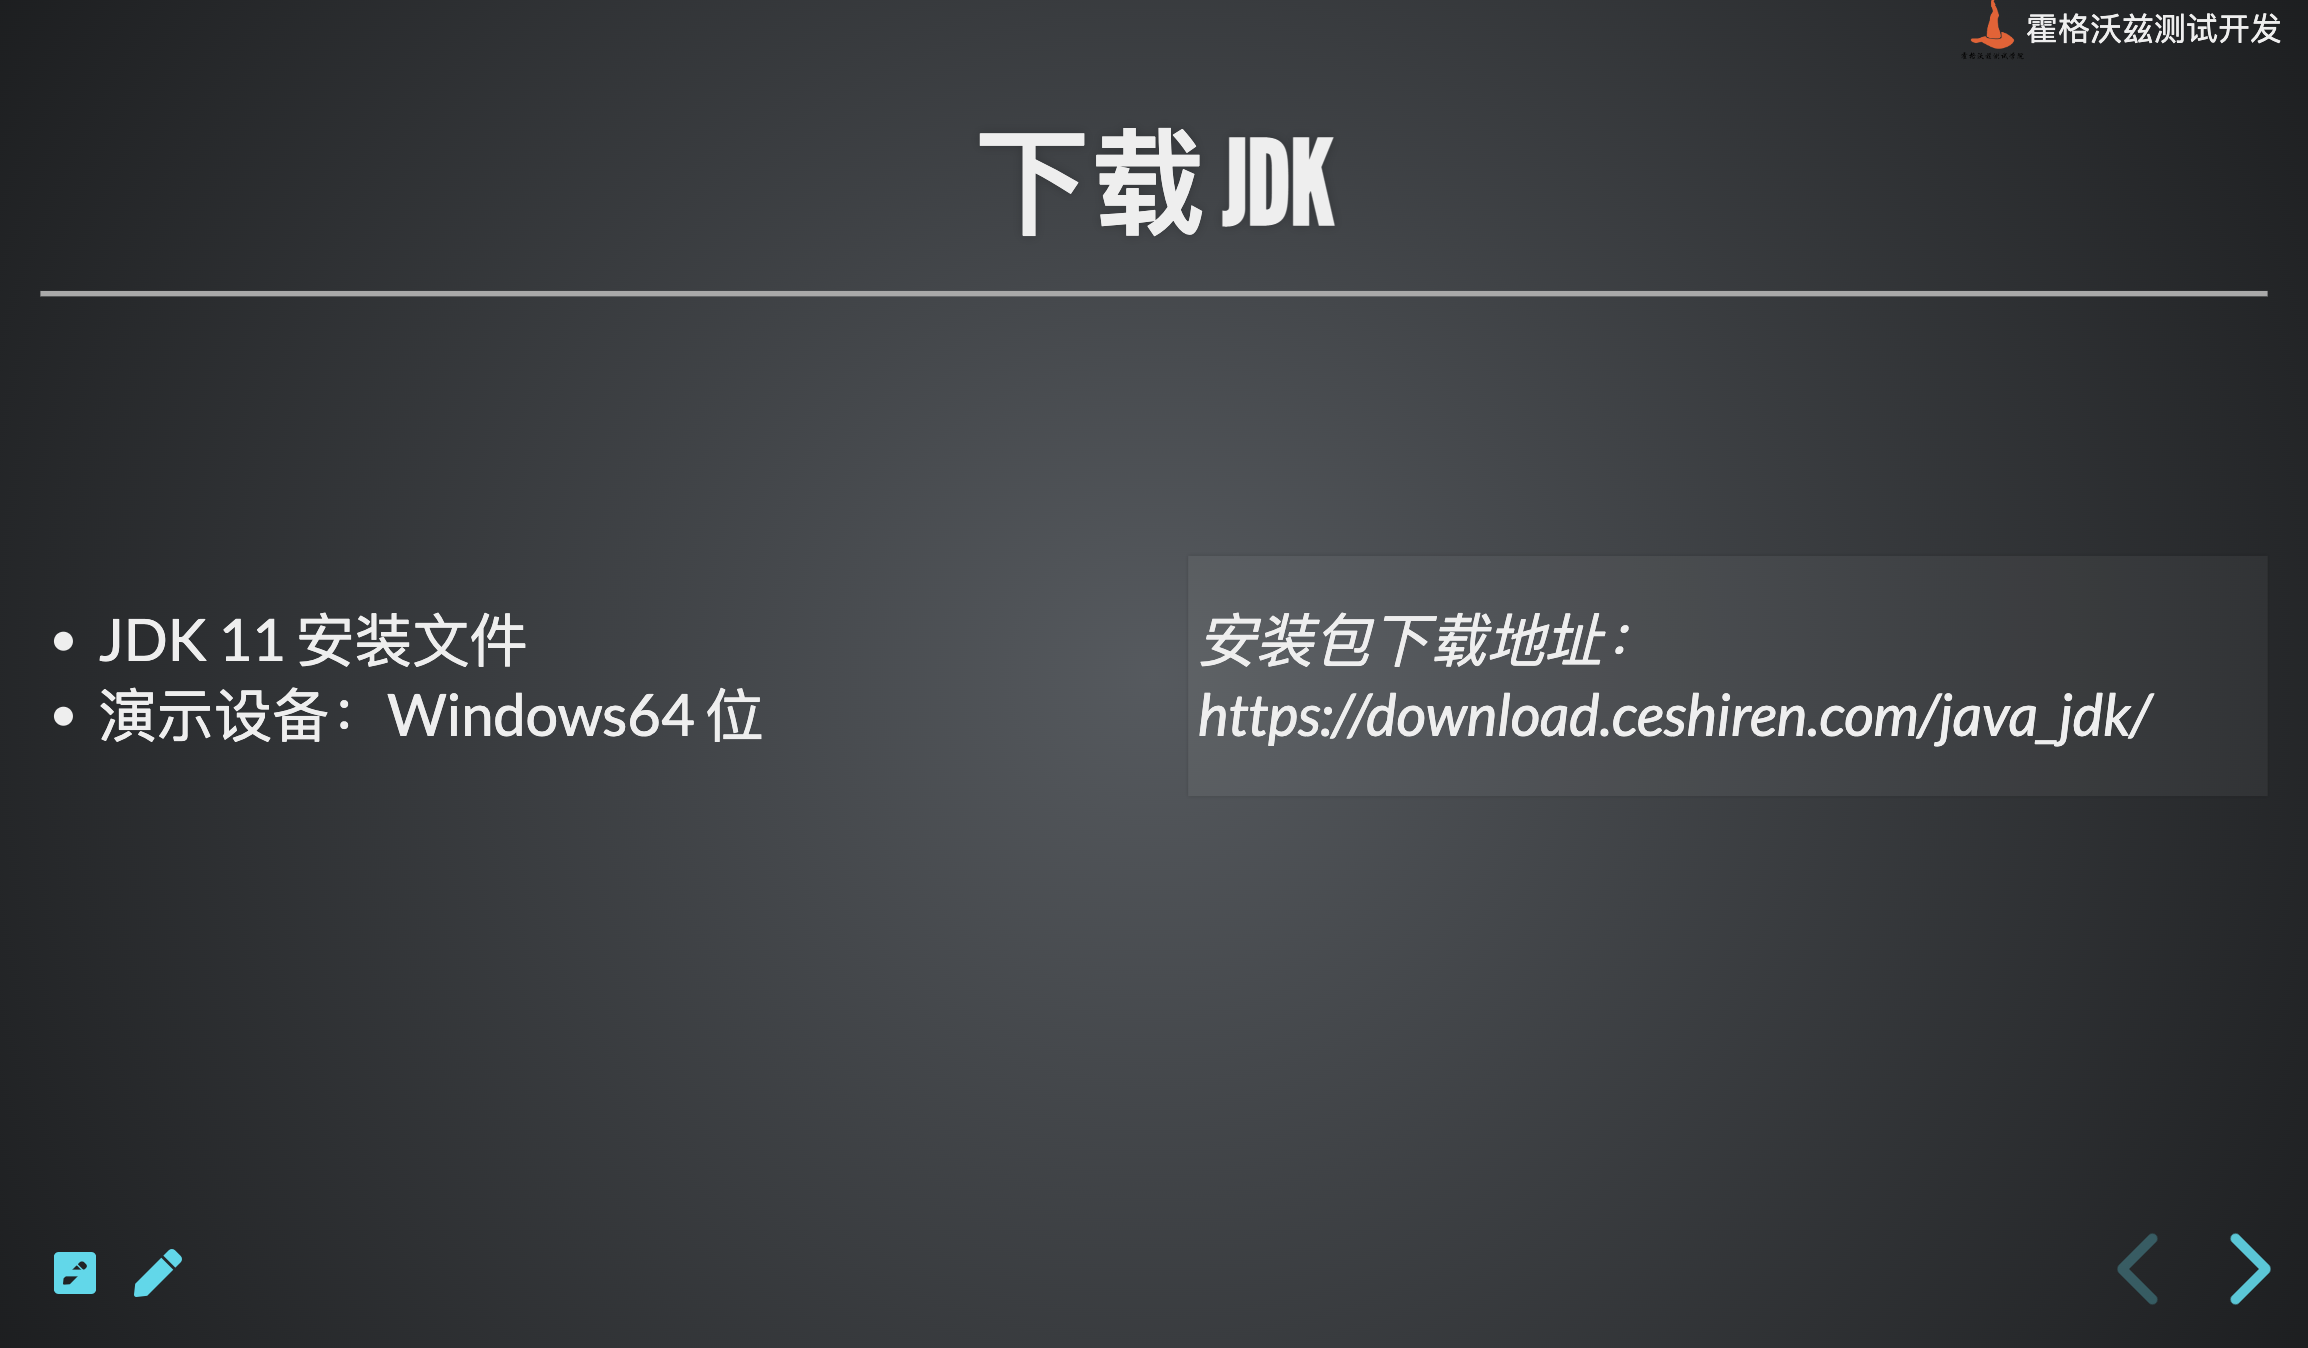 霍格沃兹测试开发
下载 JDK
JDK 11 安装文件
演示设备：Windows64 位
安装包下载地址：
https://download.ceshiren.com/java_jdk/